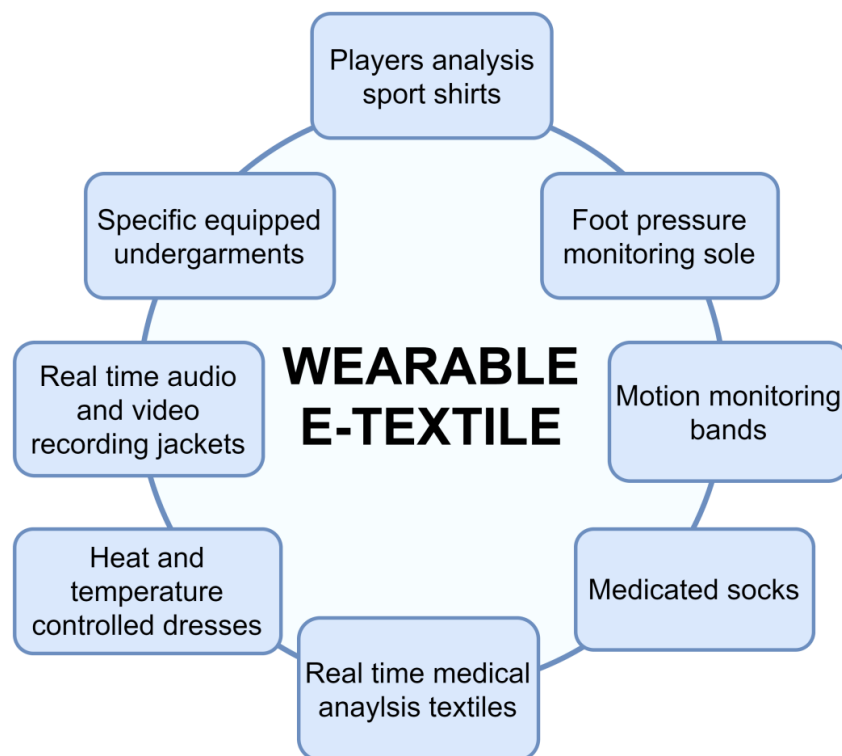 Players analysis
sport shirts
Specific equipped
undergarments
Foot pressure
monitoring sole
WEARABLE
E-TEXTILE
Real time audio
and video
recording jackets
Motion monitoring
bands
Heat and
temperature
controlled dresses
Medicated socks
Real time medical
anaylsis textiles